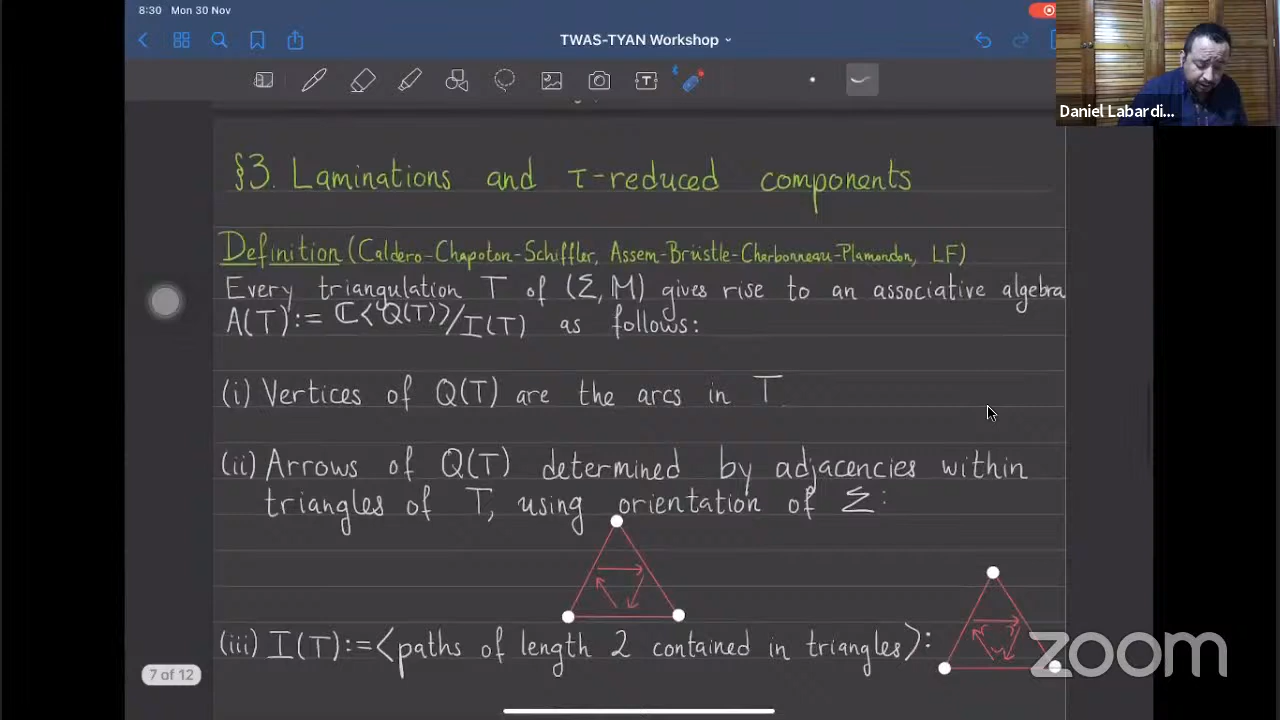 8:30 Mon 30 Nov
TWAS-TYAN Workshop
T
Daniel Labardi...
§3. Laminations and τ-reduced components
Definition (Caldero-Chapoton-Schiffler, Assem-Brüstle-Charbonneau-Plamondon, LF)
Every triangulation T of (Σ, M) gives rise to an associative algebra
A(T) := ℂ<Q(T)>/I(T) as follows:
(i) Vertices of Q(T) are the arcs in T
(ii) Arrows of Q(T) determined by adjacencies within
triangles of T, using orientation of Σ:
(iii) I(T) := <paths of length 2 contained in triangles>:
7 of 12
zoom